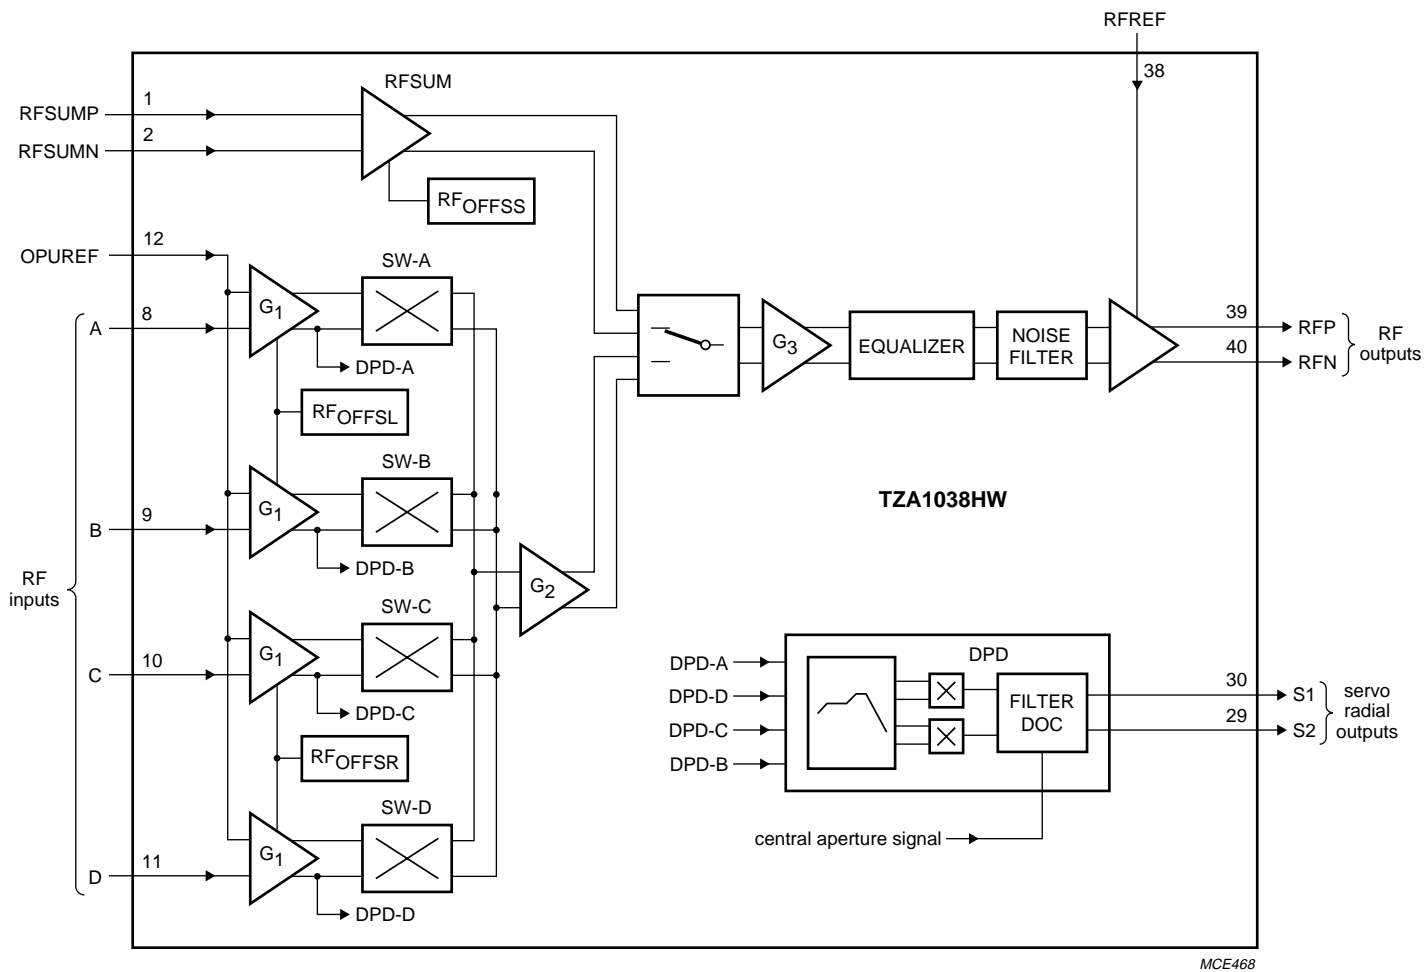 RFREF
38
RFSUM
RFSUMP
1
RFSUMN
2
RFOFFSS
OPUREF
12
SW-A
G1
A
8
DPD-A
RFOFFSL
SW-B
G1
B
9
DPD-B
RF
inputs
G2
SW-C
G1
C
10
DPD-C
RFOFFSR
SW-D
G1
D
11
DPD-D
G3
EQUALIZER
NOISE
FILTER
39
RFP
40
RFN
RF
outputs
TZA1038HW
DPD
DPD-A
DPD-D
DPD-C
DPD-B
FILTER
DOC
30
S1
29
S2
servo
radial
outputs
central aperture signal
MCE468